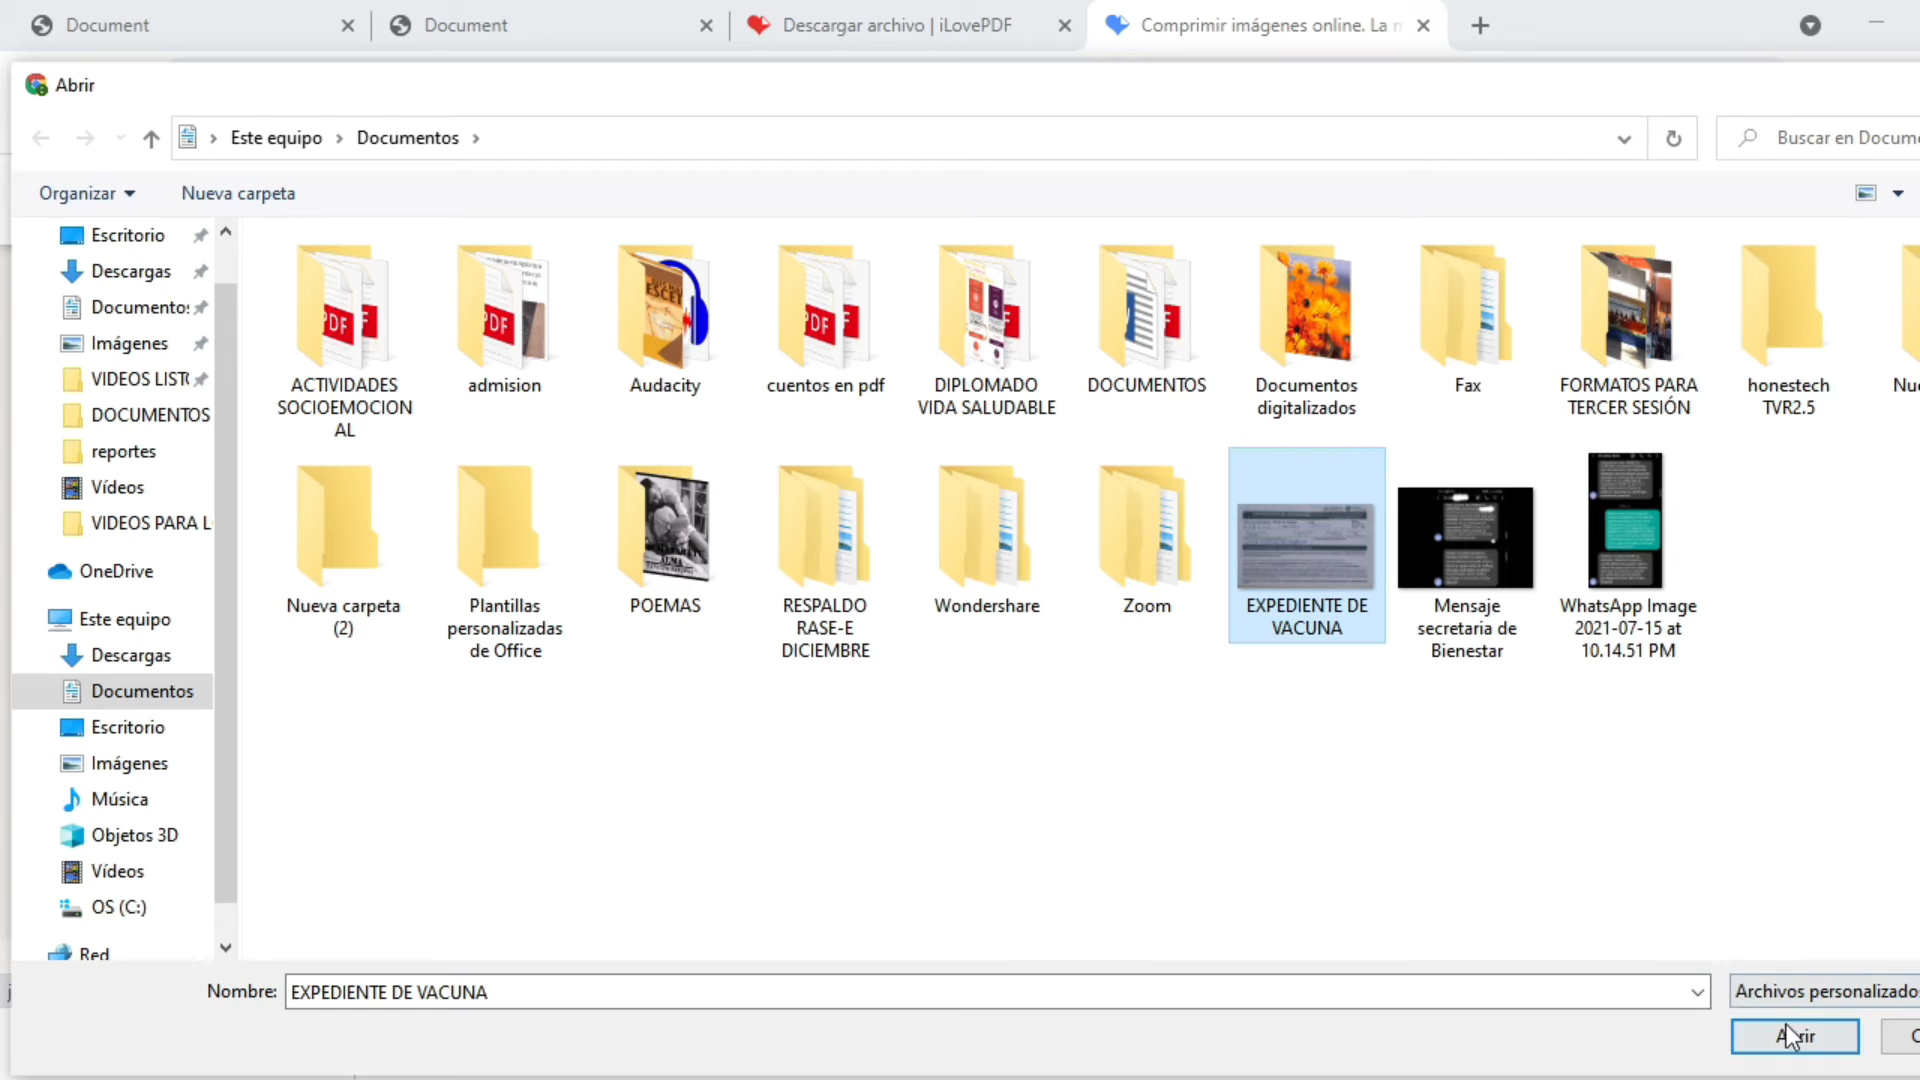 Document
Document
Descargar archivo | iLovePDF
Comprimir imágenes online. La
Abrir
Este equipo
Documentos
Buscar en Docum
Organizar
Nueva carpeta
Escritorio
Descargas
Documentos
Imágenes
VIDEOS LIST
DOCUMENTOS
reportes
Vídeos
VIDEOS PARA L
OneDrive
Este equipo
Descargas
Documentos
Escritorio
Imágenes
Música
Objetos 3D
Vídeos
OS (C:)
Red
ACTIVIDADES
SOCIOEMOCION
AL
admision
Audacity
cuentos en pdf
DIPLOMADO
VIDA SALUDABLE
DOCUMENTOS
Documentos
digitalizados
Fax
FORMATOS PARA
TERCER SESIÓN
honestech
TVR2.5
Nue
Nueva carpeta
(2)
Plantillas
personalizadas
de Office
POEMAS
RESPALDO
RASE-E
DICIEMBRE
Wondershare
Zoom
EXPEDIENTE DE
VACUNA
Mensaje
secretaria de
Bienestar
WhatsApp Image
2021-07-15 at
10.14.51 PM
Nombre:
EXPEDIENTE DE VACUNA
Archivos personalizado
Abrir